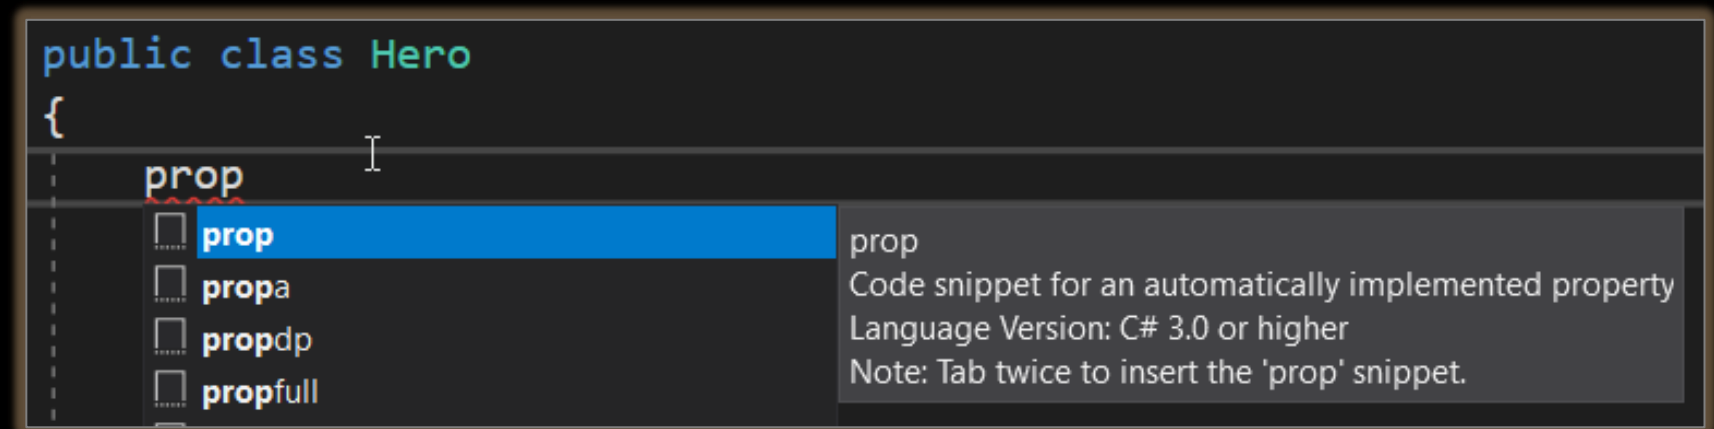 public class Hero
{
prop
prop
propa
propdp
propfull
prop
Code snippet for an automatically implemented property
Language Version: C# 3.0 or higher
Note: Tab twice to insert the 'prop' snippet.